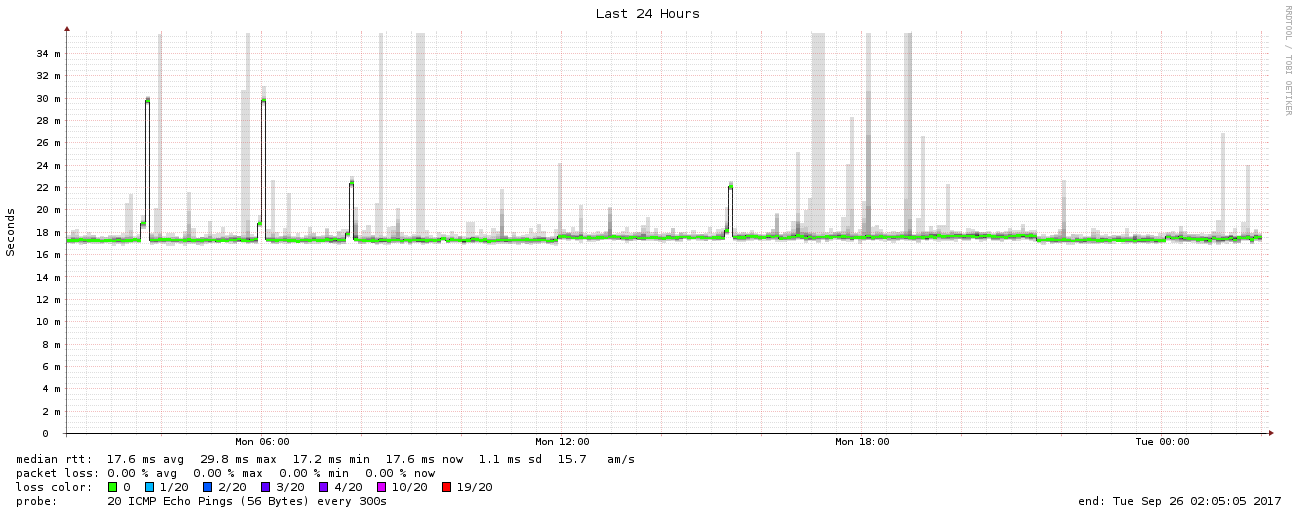 Last 24 Hours
RRDTOOL / TOBI OETIKER
Seconds
34 m
32 m
30 m
28 m
26 m
24 m
22 m
20 m
18 m
16 m
14 m
12 m
10 m
8 m
6 m
4 m
2 m
0
Mon 06:00 Mon 12:00 Mon 18:00 Tue 00:00
median rtt: 17.6 ms avg 29.8 ms max 17.2 ms min 17.6 ms now 1.1 ms sd 15.7 am/s
packet loss: 0.00 % avg 0.00 % max 0.00 % min 0.00 % now
loss color: 0 1/20 2/20 3/20 4/20 10/20 19/20
probe: 20 ICMP Echo Pings (56 Bytes) every 300s end: Tue Sep 26 02:05:05 2017